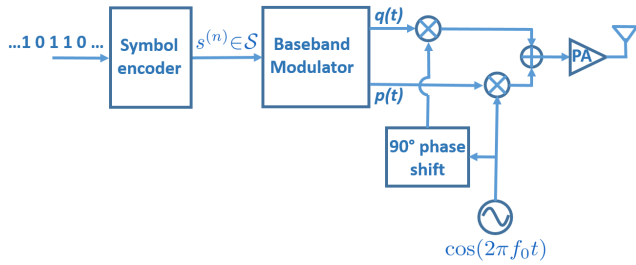 ...1 0 1 1 0 ...
Symbol
encoder
s⁽ⁿ⁾∈𝒮
Baseband
Modulator
q(t)
p(t)
90° phase
shift
PA
cos(2πf₀t)